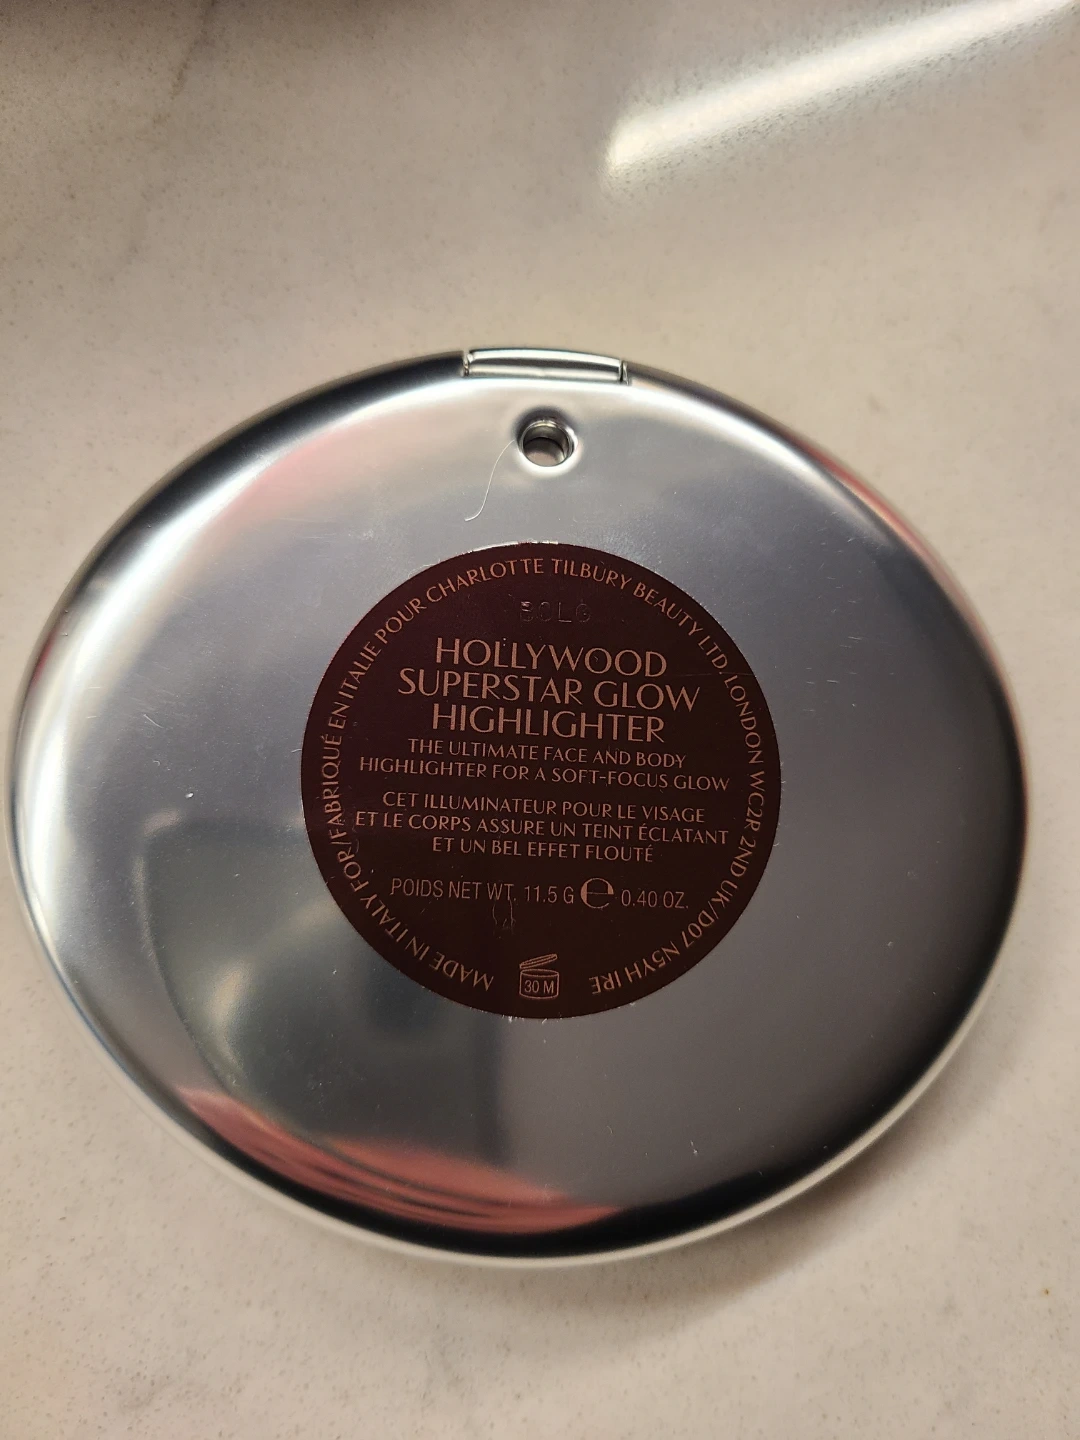 MADE IN ITALY FOR/FABRIQUÉ EN ITALIE POUR CHARLOTTE TILBURY BEAUTY LTD. LONDON WC2R 2ND UK/D07 N5YH IRE
HOLLYWOOD
SUPERSTAR GLOW
HIGHLIGHTER
THE ULTIMATE FACE AND BODY
HIGHLIGHTER FOR A SOFT-FOCUS GLOW
CET ILLUMINATEUR POUR LE VISAGE
ET LE CORPS ASSURE UN TEINT ÉCLATANT
ET UN BEL EFFET FLOUTÉ
POIDS NET WT. 11.5 G ℮ 0.40 OZ.
30 M